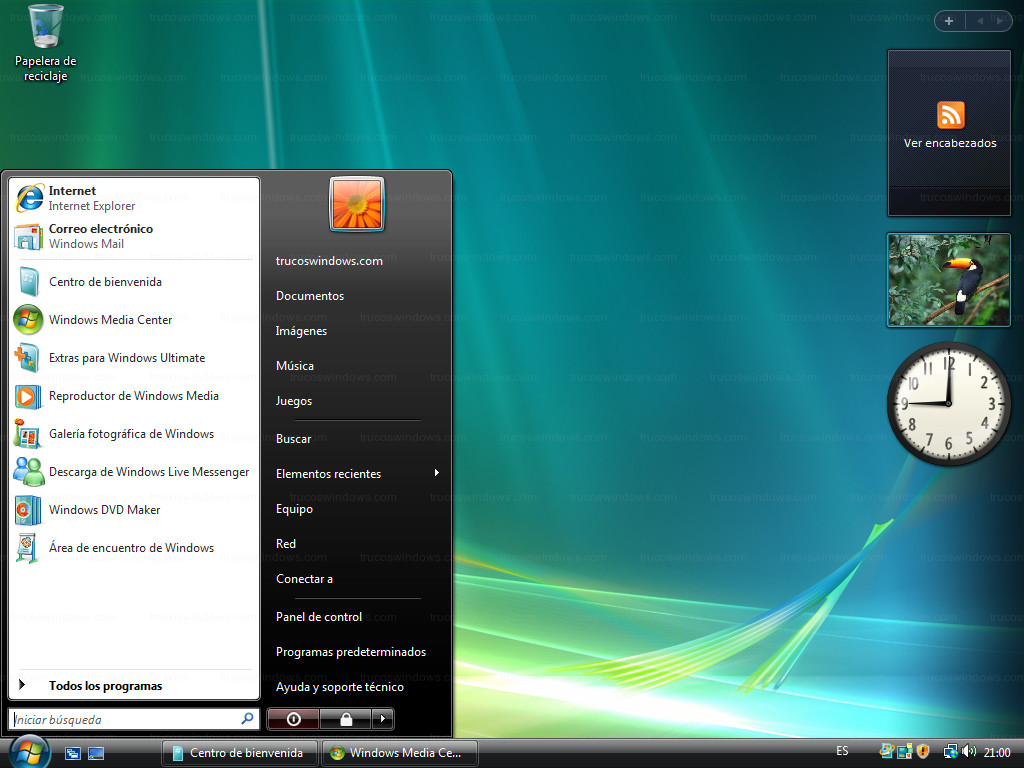 Papelera de
reciclaje
Ver encabezados
12
1
2
3
4
5
6
7
8
9
10
11
Internet
Internet Explorer
Correo electrónico
Windows Mail
Centro de bienvenida
Windows Media Center
Extras para Windows Ultimate
Reproductor de Windows Media
Galería fotográfica de Windows
Descarga de Windows Live Messenger
Windows DVD Maker
Área de encuentro de Windows
Todos los programas
Iniciar búsqueda
trucoswindows.com
Documentos
Imágenes
Música
Juegos
Buscar
Elementos recientes
Equipo
Red
Conectar a
Panel de control
Programas predeterminados
Ayuda y soporte técnico
Centro de bienvenida
Windows Media Ce...
ES
21:00
trucoswindows.com